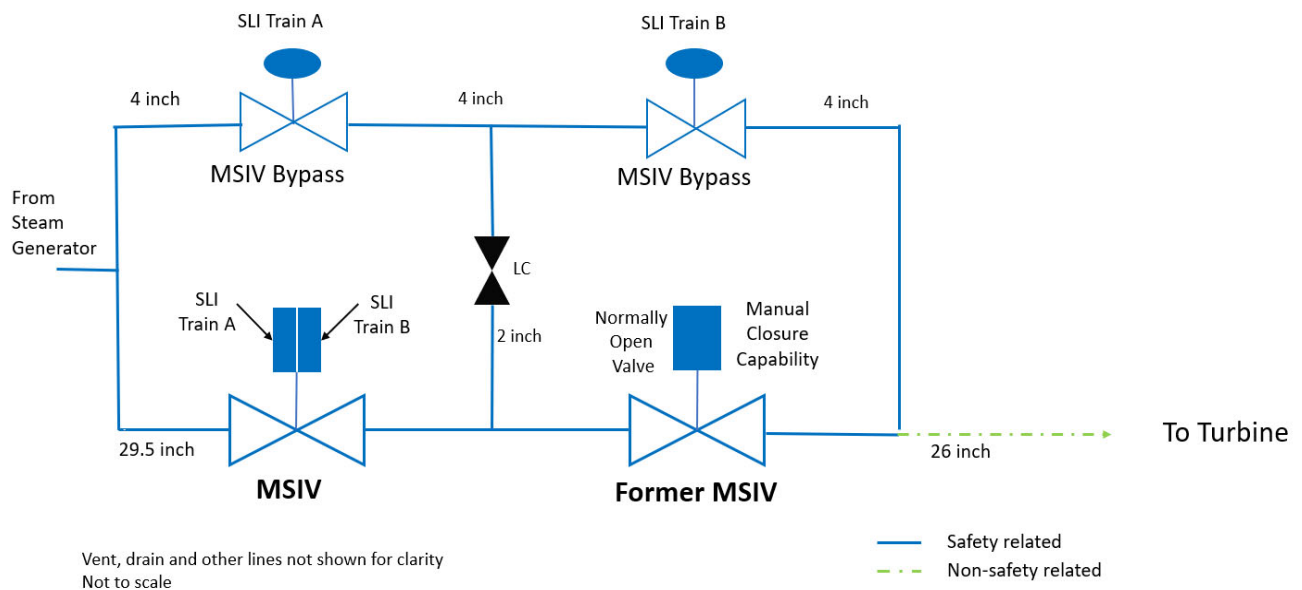 SLI Train A
SLI Train B
4 inch
4 inch
4 inch
MSIV Bypass
MSIV Bypass
From
Steam
Generator
LC
SLI
Train A
SLI
Train B
2 inch
Normally
Open
Valve
Manual
Closure
Capability
29.5 inch
MSIV
Former MSIV
26 inch
To Turbine
Vent, drain and other lines not shown for clarity
Not to scale
Safety related
Non-safety related